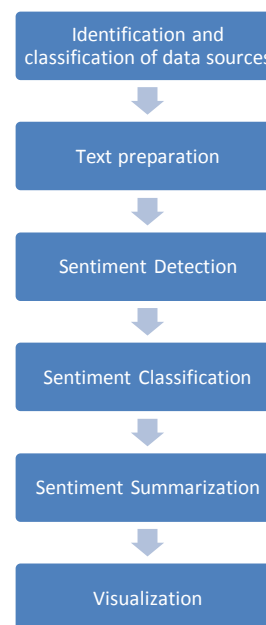 Identification and
classification of data sources
Text preparation
Sentiment Detection
Sentiment Classification
Sentiment Summarization
Visualization